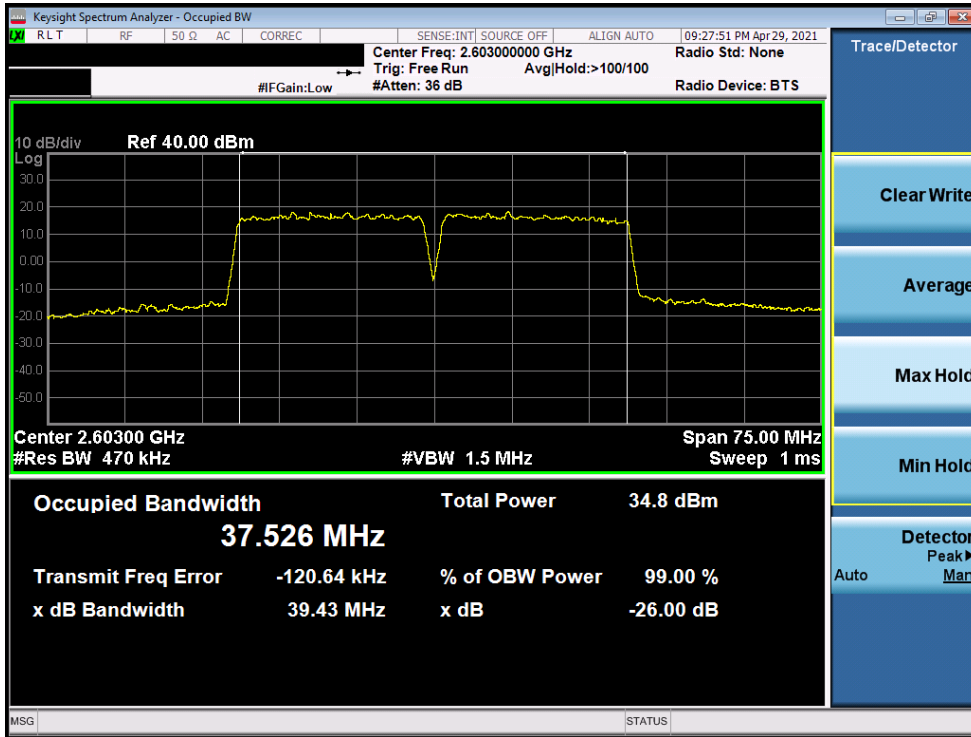 Keysight Spectrum Analyzer - Occupied BW
LXI RLT RF 50 Ω AC CORREC SENSE:INT SOURCE OFF ALIGN AUTO 09:27:51 PM Apr 29, 2021
Center Freq: 2.603000000 GHz Radio Std: None
Trig: Free Run Avg|Hold:>100/100
#IFGain:Low #Atten: 36 dB Radio Device: BTS
Trace/Detector
10 dB/div Ref 40.00 dBm
Log
30.0
20.0
10.0
0.00
-10.0
-20.0
-30.0
-40.0
-50.0
Center 2.60300 GHz Span 75.00 MHz
#Res BW 470 kHz #VBW 1.5 MHz Sweep 1 ms
Occupied Bandwidth Total Power 34.8 dBm
37.526 MHz
Transmit Freq Error -120.64 kHz % of OBW Power 99.00 %
x dB Bandwidth 39.43 MHz x dB -26.00 dB
Clear Write
Average
Max Hold
Min Hold
Detector
Peak
Auto Man
MSG STATUS